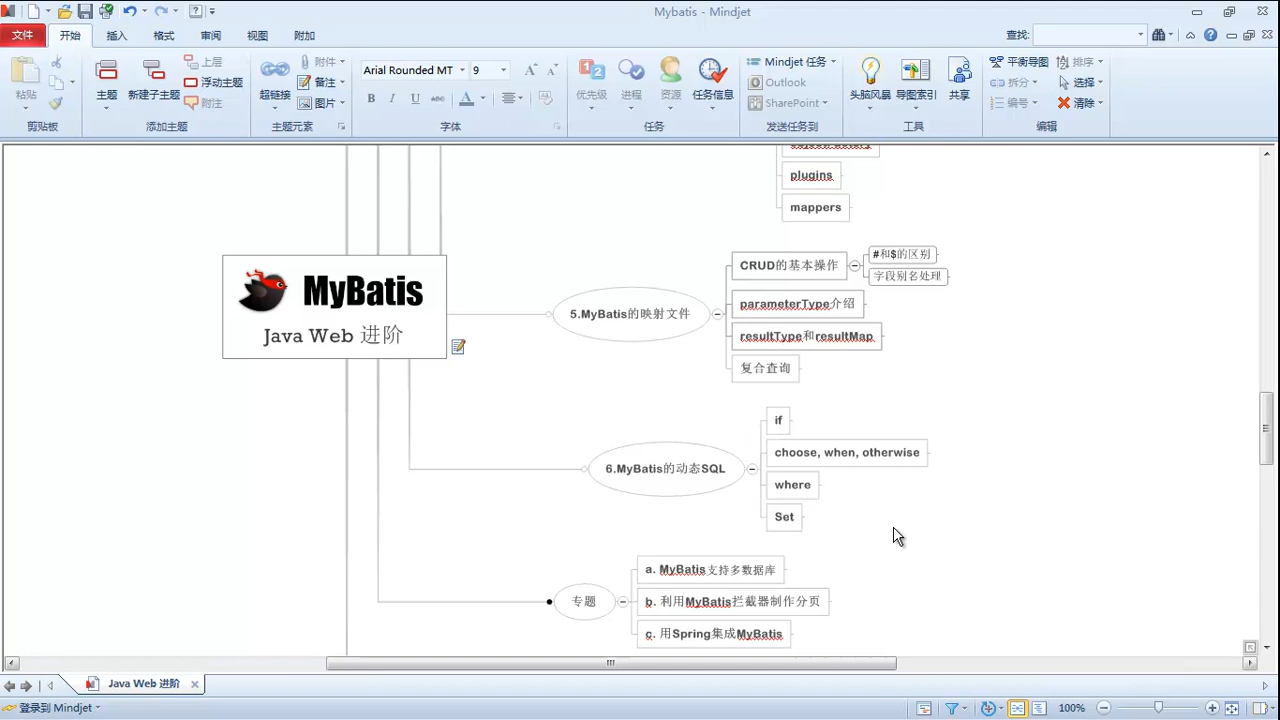 Mybatis - Mindjet
文件
开始
插入
格式
审阅
视图
附加
查找:
粘贴
剪贴板
主题
新建子主题
上层
浮动主题
附注
添加主题
超链接
附件
备注
图片
主题元素
Arial Rounded MT
9
B I U abc A
字体
优先级
进程
资源
任务信息
任务
Mindjet 任务
Outlook
SharePoint
发送任务到
头脑风暴
导图索引
共享
工具
平衡导图
拆分
编号
排序
选择
清除
编辑
plugins
mappers
MyBatis
Java Web 进阶
5.MyBatis的映射文件
CRUD的基本操作
#和$的区别
字段别名处理
parameterType介绍
resultType和resultMap
复合查询
6.MyBatis的动态SQL
if
choose, when, otherwise
where
Set
专题
a. MyBatis支持多数据库
b. 利用MyBatis拦截器制作分页
c. 用Spring集成MyBatis
Java Web 进阶
登录到 Mindjet
100%